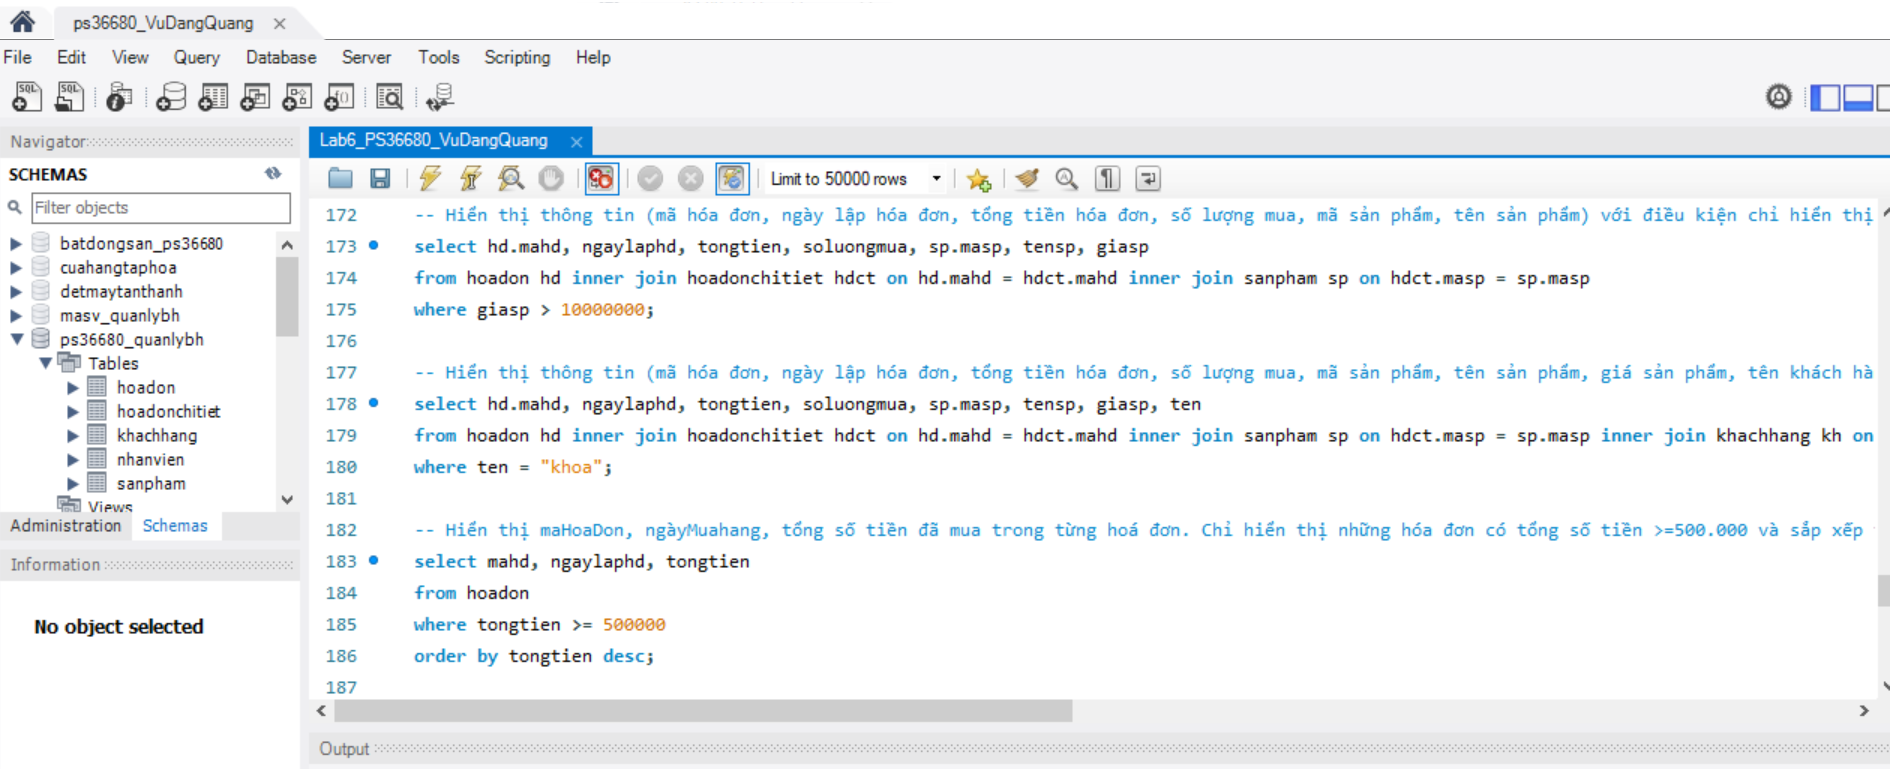 ps36680_VuDangQuang
File Edit View Query Database Server Tools Scripting Help
Navigator
SCHEMAS
Filter objects
batdongsan_ps36680
cuahangtaphoa
detmaytanthanh
masv_quanlybh
ps36680_quanlybh
Tables
hoadon
hoadonchitiet
khachhang
nhanvien
sanpham
Views
Administration Schemas
Information
No object selected
Lab6_PS36680_VuDangQuang
Limit to 50000 rows
172 -- Hiển thị thông tin (mã hóa đơn, ngày lập hóa đơn, tổng tiền hóa đơn, số lượng mua, mã sản phẩm, tên sản phẩm) với điều kiện chỉ hiển thị
173 select hd.mahd, ngaylaphd, tongtien, soluongmua, sp.masp, tensp, giasp
174 from hoadon hd inner join hoadonchitiet hdct on hd.mahd = hdct.mahd inner join sanpham sp on hdct.masp = sp.masp
175 where giasp > 10000000;
176
177 -- Hiển thị thông tin (mã hóa đơn, ngày lập hóa đơn, tổng tiền hóa đơn, số lượng mua, mã sản phẩm, tên sản phẩm, giá sản phẩm, tên khách hà
178 select hd.mahd, ngaylaphd, tongtien, soluongmua, sp.masp, tensp, giasp, ten
179 from hoadon hd inner join hoadonchitiet hdct on hd.mahd = hdct.mahd inner join sanpham sp on hdct.masp = sp.masp inner join khachhang kh on
180 where ten = "khoa";
181
182 -- Hiển thị maHoaDon, ngàyMuahang, tổng số tiền đã mua trong từng hoá đơn. Chỉ hiển thị những hóa đơn có tổng số tiền >=500.000 và sắp xếp
183 select mahd, ngaylaphd, tongtien
184 from hoadon
185 where tongtien >= 500000
186 order by tongtien desc;
187
Output